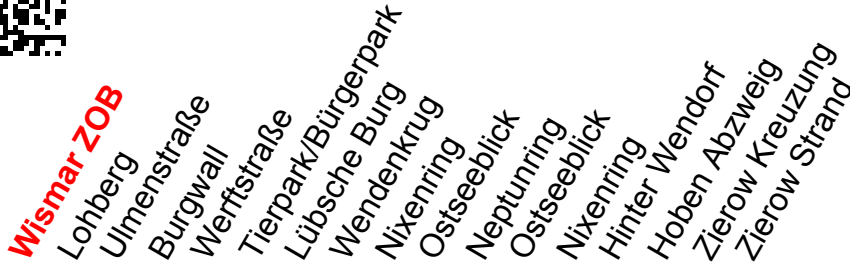 Wismar ZOB
Lohberg
Ulmenstraße
Burgwall
Werftstraße
Tierpark/Bürgerpark
Lübsche Burg
Wendenkrug
Nixenring
Ostseeblick
Neptunring
Ostseeblick
Nixenring
Hinter Wendorf
Hoben Abzweig
Zierow Kreuzung
Zierow Strand